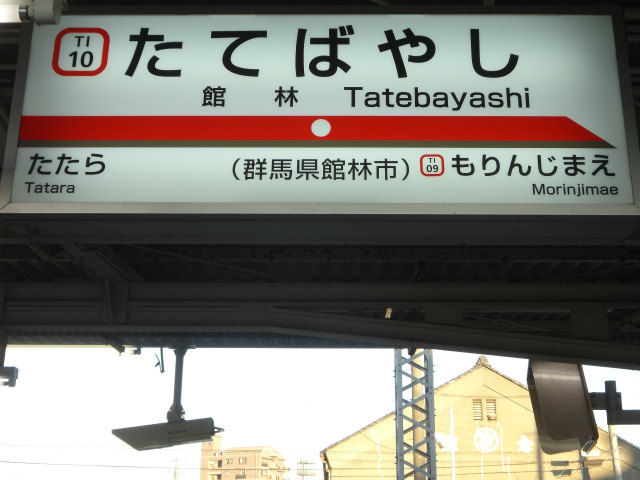 TI
10
たてばやし
館林 Tatebayashi
たたら
Tatara
(群馬県館林市)
TI
09
もりんじまえ
Morinjimae